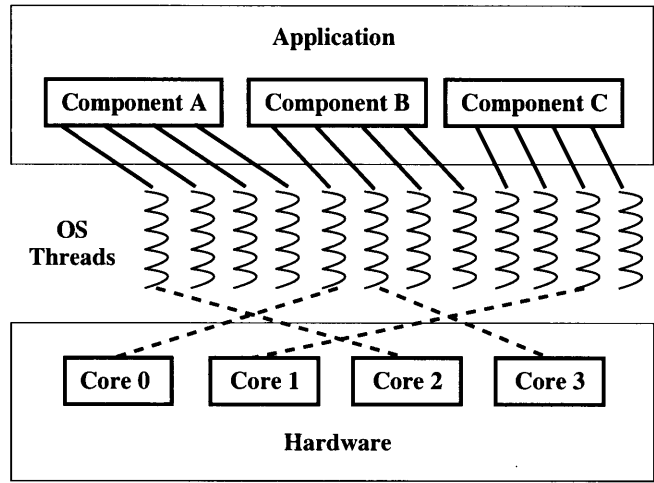 Application
Component A
Component B
Component C
OS
Threads
Core 0
Core 1
Core 2
Core 3
Hardware